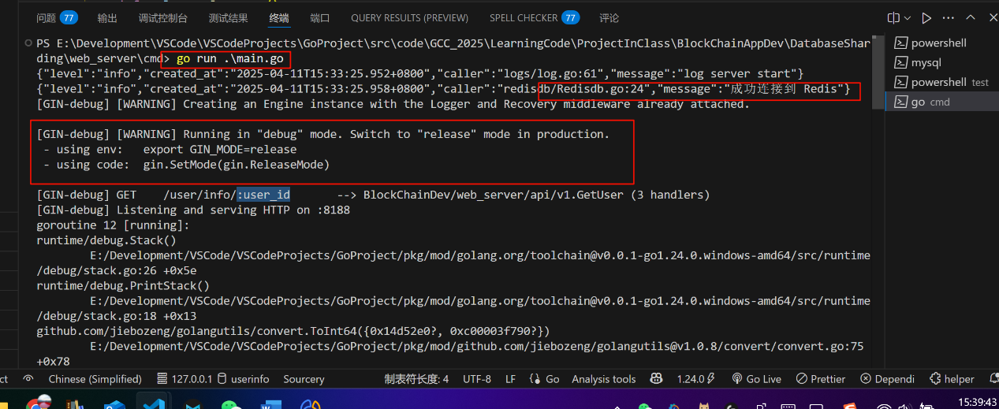 问题 77 输出 调试控制台 测试结果 终端 端口 QUERY RESULTS (PREVIEW) SPELL CHECKER 77 评论
PS E:\Development\VSCode\VSCodeProjects\GoProject\src\code\GCC_2025\LearningCode\ProjectInClass\BlockChainAppDev\DatabaseShar
ding\web_server\cmd> go run .\main.go
{"level":"info","created_at":"2025-04-11T15:33:25.952+0800","caller":"logs/log.go:61","message":"log server start"}
{"level":"info","created_at":"2025-04-11T15:33:25.958+0800","caller":"redisdb/Redisdb.go:24","message":"成功连接到 Redis"}
[GIN-debug] [WARNING] Creating an Engine instance with the Logger and Recovery middleware already attached.
[GIN-debug] [WARNING] Running in "debug" mode. Switch to "release" mode in production.
- using env: export GIN_MODE=release
- using code: gin.SetMode(gin.ReleaseMode)
[GIN-debug] GET /user/info/:user_id --> BlockChainDev/web_server/api/v1.GetUser (3 handlers)
[GIN-debug] Listening and serving HTTP on :8188
goroutine 12 [running]:
runtime/debug.Stack()
E:/Development/VSCode/VSCodeProjects/GoProject/pkg/mod/golang.org/toolchain@v0.0.1-go1.24.0.windows-amd64/src/runtime
/debug/stack.go:26 +0x5e
runtime/debug.PrintStack()
E:/Development/VSCode/VSCodeProjects/GoProject/pkg/mod/golang.org/toolchain@v0.0.1-go1.24.0.windows-amd64/src/runtime
/debug/stack.go:18 +0x13
github.com/jiebozeng/golangutils/convert.ToInt64({0x14d52e0?, 0xc00003f790?})
E:/Development/VSCode/VSCodeProjects/GoProject/pkg/mod/github.com/jiebozeng/golangutils@v1.0.8/convert/convert.go:75
+0x78
powershell
mysql
powershell test
go cmd
ct Chinese (Simplified) 127.0.0.1 userinfo Sourcery 制表符长度: 4 UTF-8 LF Go Analysis tools 1.24.0 Go Live Prettier Dependi helper
15:39:43